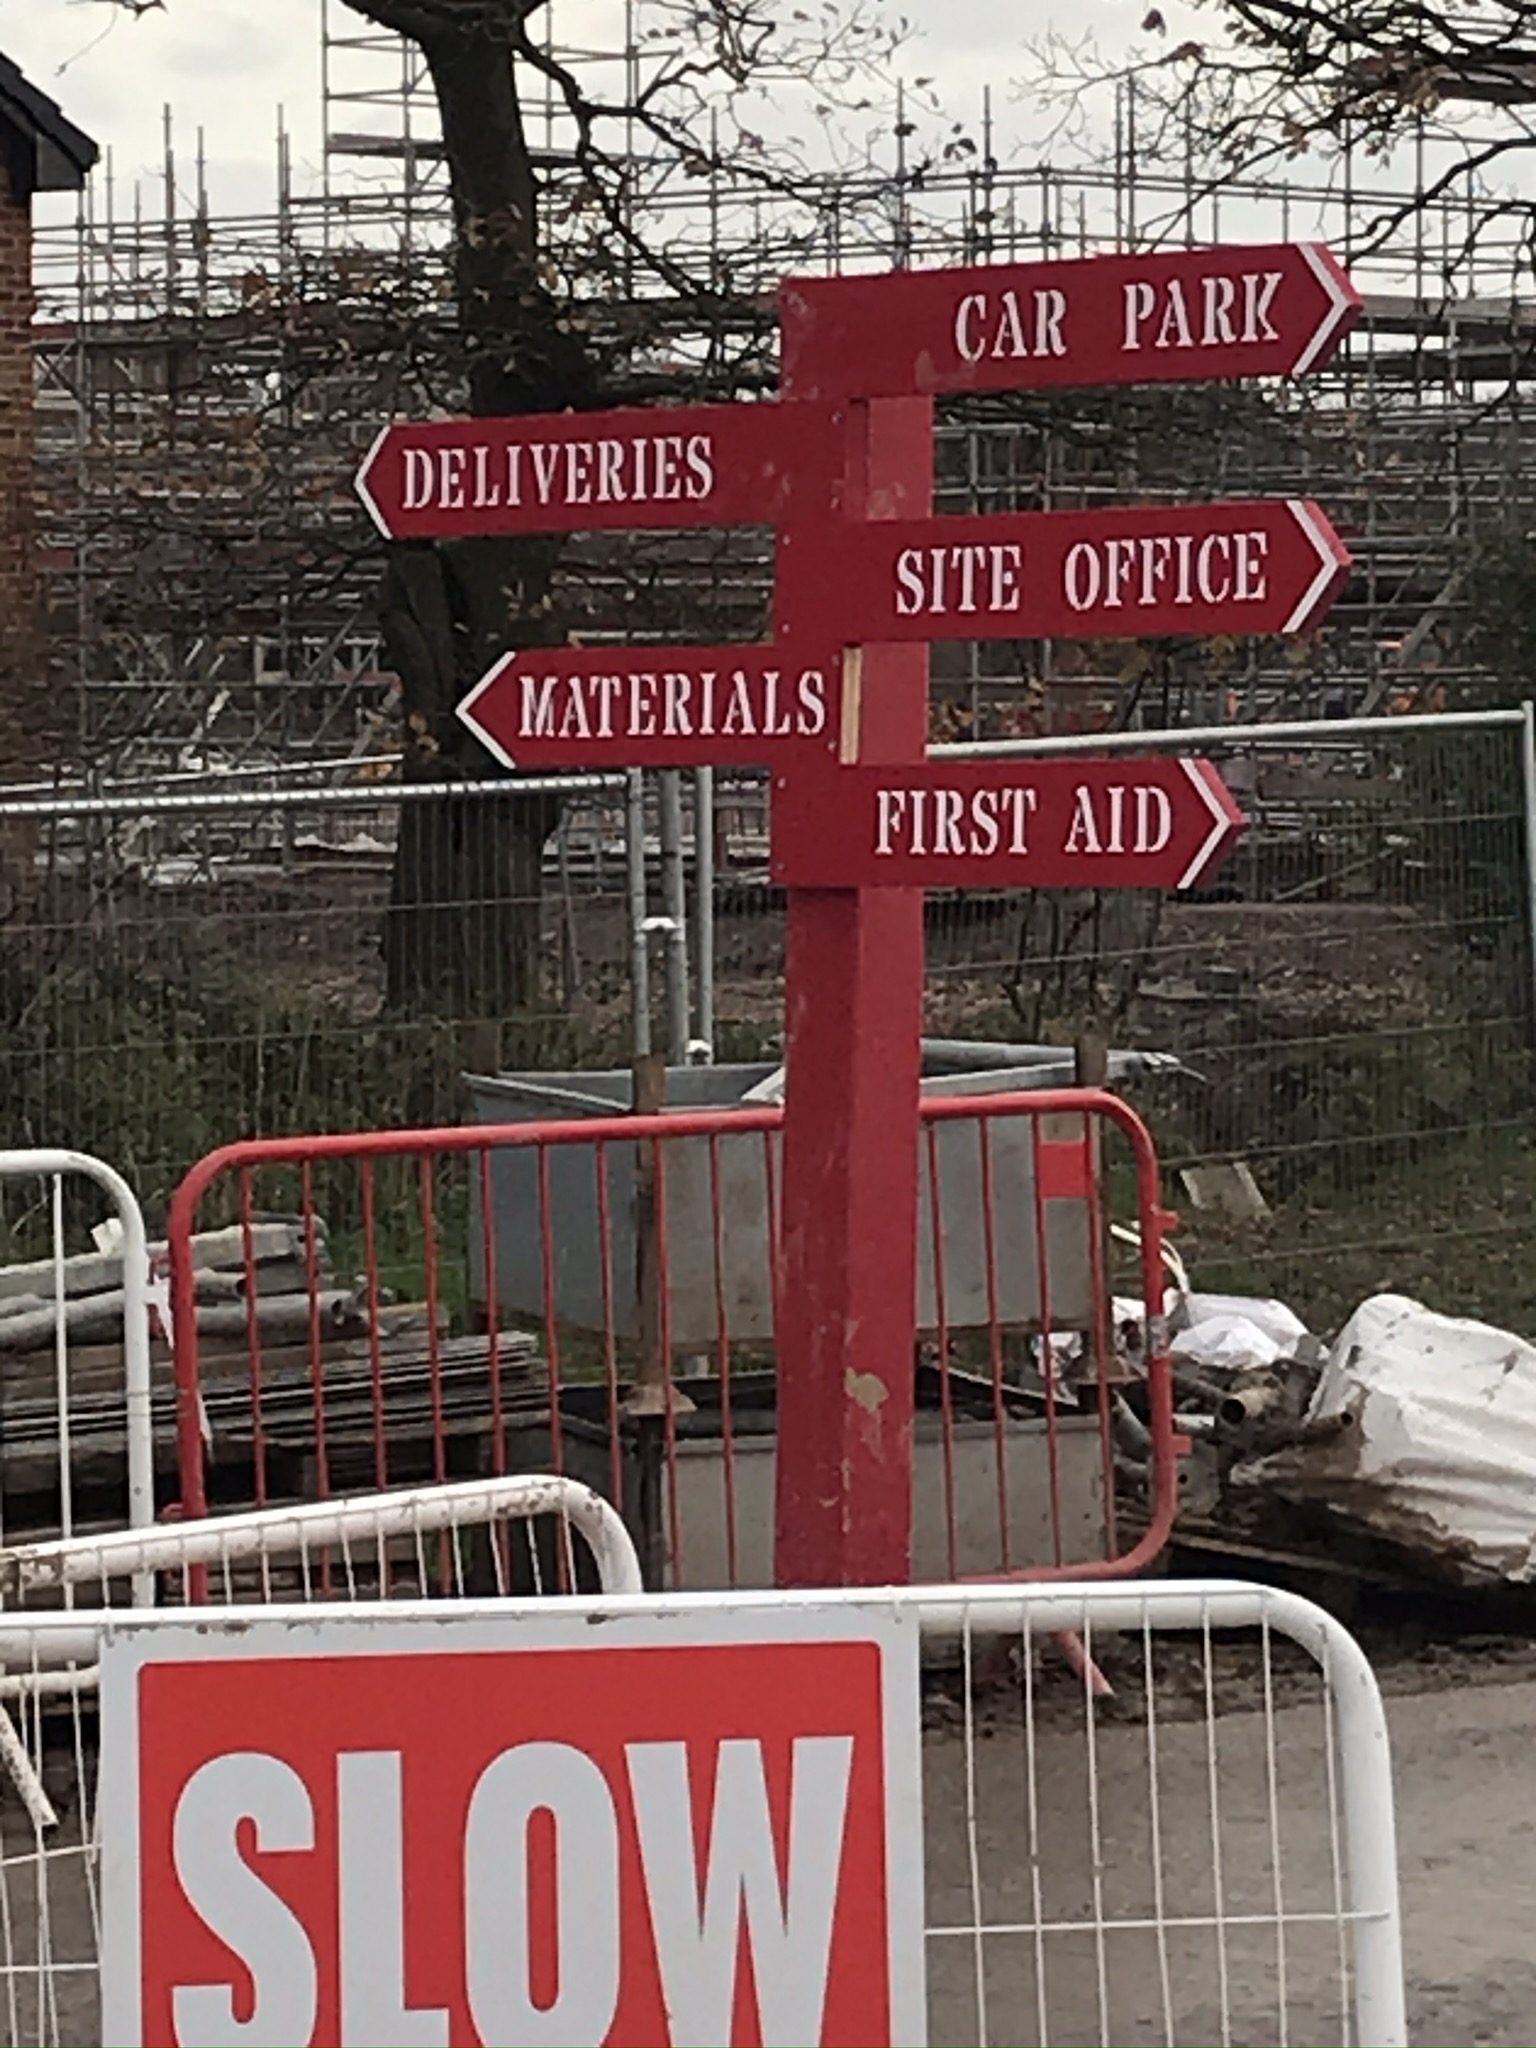 CAR PARK
DELIVERIES
SITE OFFICE
MATERIALS
FIRST AID
SLOW